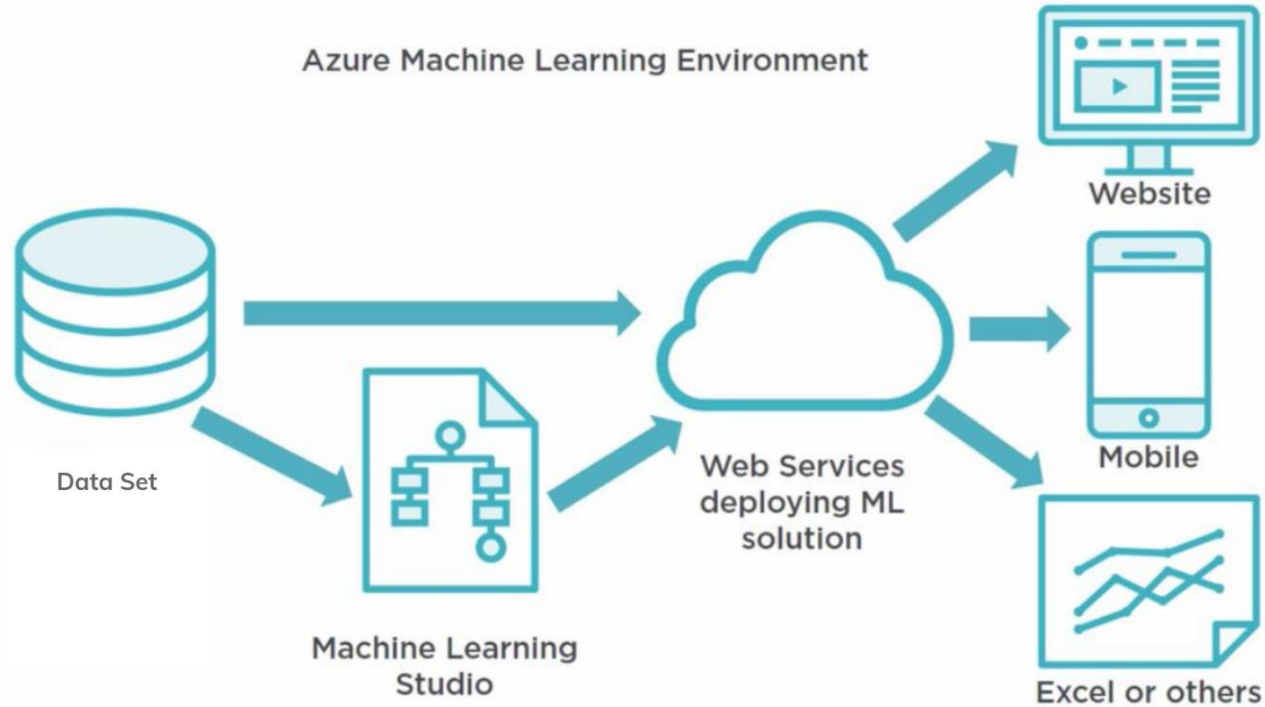 Azure Machine Learning Environment
Website
Data Set
Mobile
Web Services
deploying ML
solution
Machine Learning
Studio
Excel or others